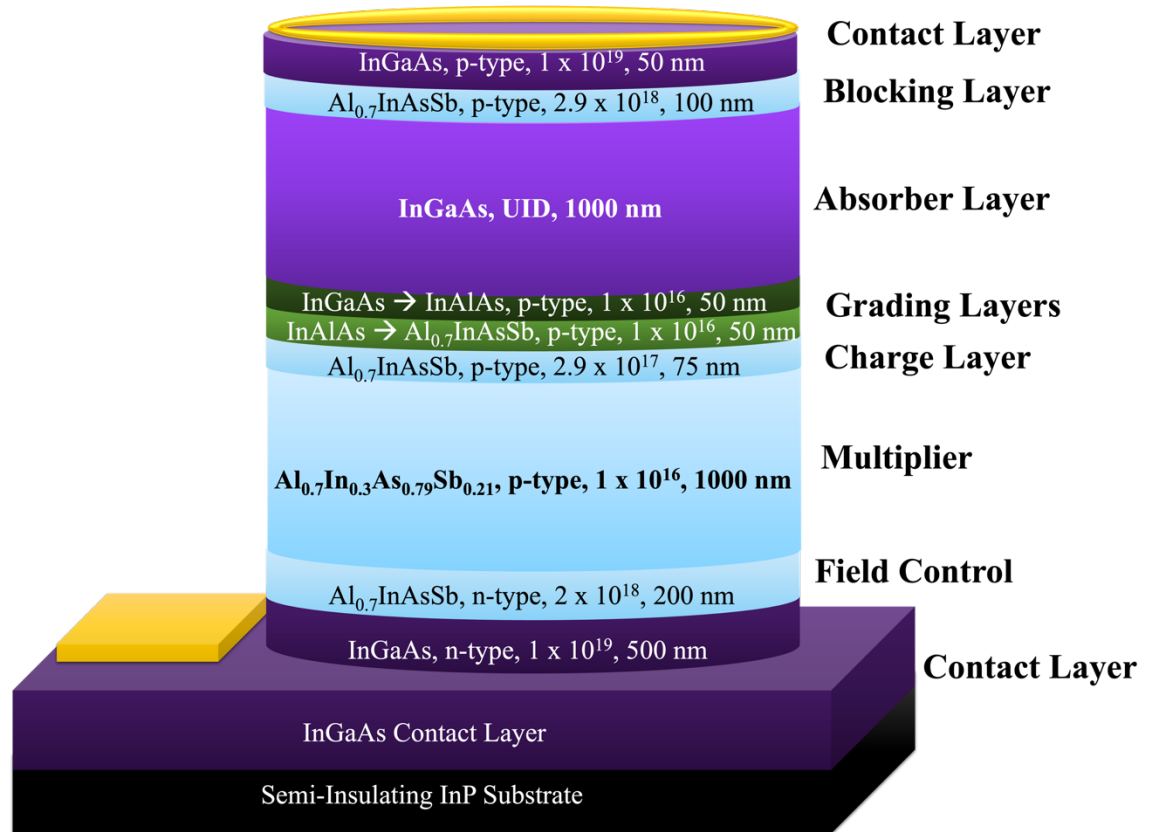 Contact Layer
InGaAs, p-type, 1 x 10¹⁹, 50 nm
Blocking Layer
Al₀.₇InAsSb, p-type, 2.9 x 10¹⁸, 100 nm
Absorber Layer
InGaAs, UID, 1000 nm
Grading Layers
InGaAs → InAlAs, p-type, 1 x 10¹⁶, 50 nm
InAlAs → Al₀.₇InAsSb, p-type, 1 x 10¹⁶, 50 nm
Charge Layer
Al₀.₇InAsSb, p-type, 2.9 x 10¹⁷, 75 nm
Multiplier
Al₀.₇In₀.₃As₀.₇₉Sb₀.₂₁, p-type, 1 x 10¹⁶, 1000 nm
Field Control
Al₀.₇InAsSb, n-type, 2 x 10¹⁸, 200 nm
InGaAs, n-type, 1 x 10¹⁹, 500 nm
Contact Layer
InGaAs Contact Layer
Semi-Insulating InP Substrate